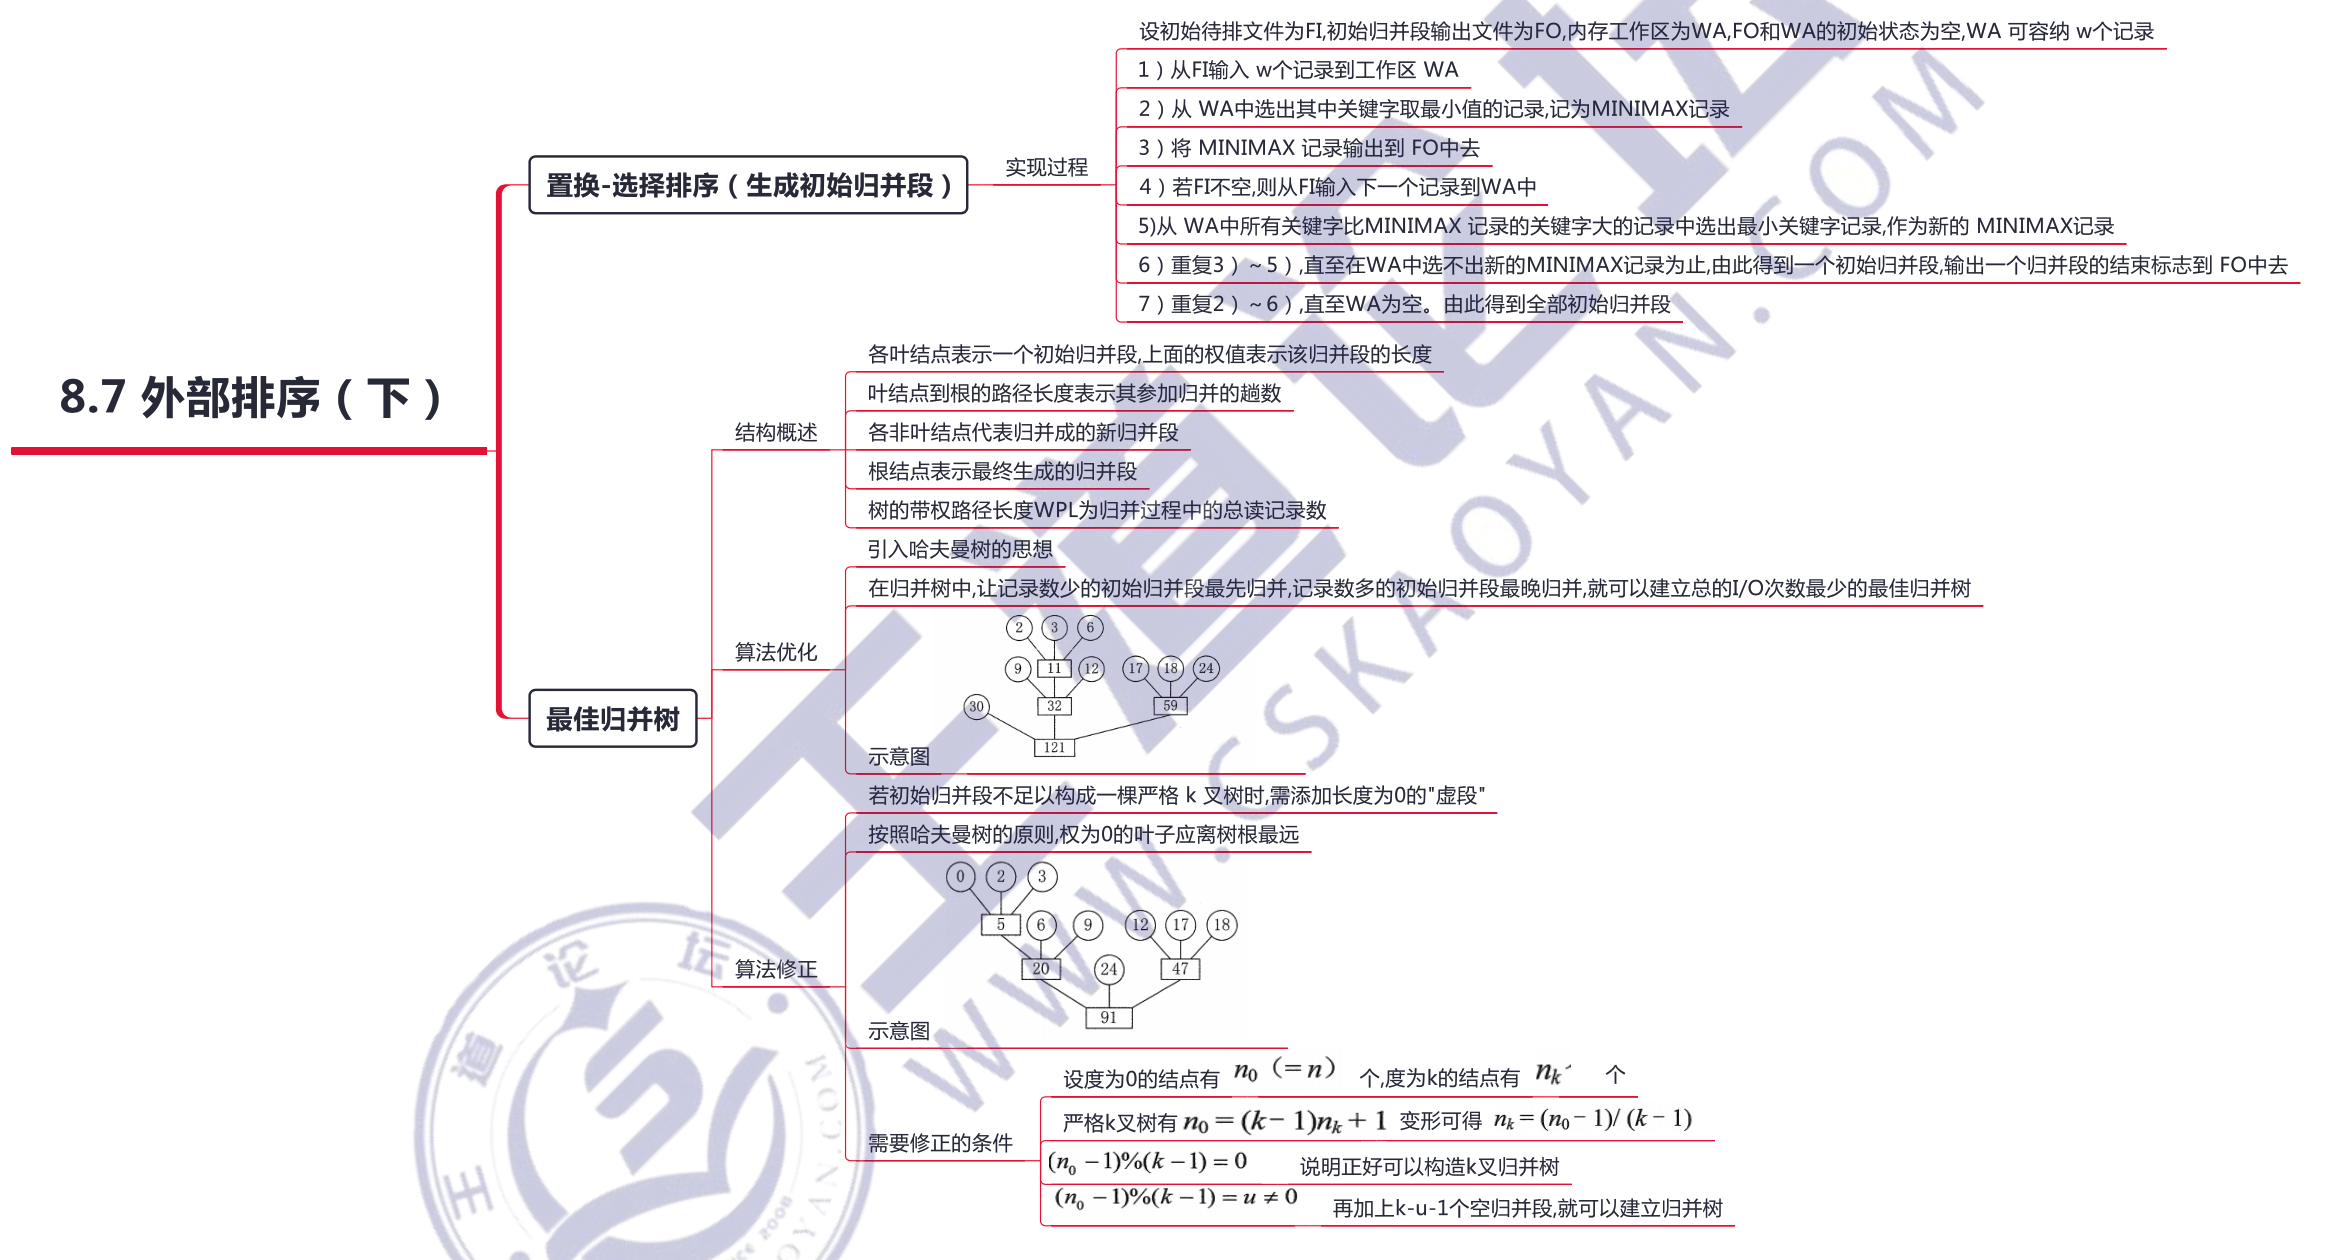 8.7 外部排序（下）
置换-选择排序（生成初始归并段）
实现过程
设初始待排文件为FI,初始归并段输出文件为FO,内存工作区为WA,FO和WA的初始状态为空,WA 可容纳 w个记录
1）从FI输入 w个记录到工作区 WA
2）从 WA中选出其中关键字取最小值的记录,记为MINIMAX记录
3）将 MINIMAX 记录输出到 FO中去
4）若FI不空,则从FI输入下一个记录到WA中
5)从 WA中所有关键字比MINIMAX 记录的关键字大的记录中选出最小关键字记录,作为新的 MINIMAX记录
6）重复3）~5）,直至在WA中选不出新的MINIMAX记录为止,由此得到一个初始归并段,输出一个归并段的结束标志到 FO中去
7）重复2）~6）,直至WA为空。由此得到全部初始归并段
最佳归并树
结构概述
各叶结点表示一个初始归并段,上面的权值表示该归并段的长度
叶结点到根的路径长度表示其参加归并的趟数
各非叶结点代表归并成的新归并段
根结点表示最终生成的归并段
树的带权路径长度WPL为归并过程中的总读记录数
算法优化
引入哈夫曼树的思想
在归并树中,让记录数少的初始归并段最先归并,记录数多的初始归并段最晚归并,就可以建立总的I/O次数最少的最佳归并树
示意图
2 3 6
9 11 12 17 18 24
30 32 59
121
算法修正
若初始归并段不足以构成一棵严格 k 叉树时,需添加长度为0的"虚段"
按照哈夫曼树的原则,权为0的叶子应离树根最远
示意图
0 2 3
5 6 9 12 17 18
20 24 47
91
需要修正的条件
设度为0的结点有 n₀（=n） 个,度为k的结点有 nₖ 个
严格k叉树有 n₀=(k−1)nₖ+1 变形可得 nₖ=(n₀−1)/(k−1)
(n₀−1)%(k−1)=0 说明正好可以构造k叉归并树
(n₀−1)%(k−1)=u≠0 再加上k-u-1个空归并段,就可以建立归并树
王道论坛
WWW.CSKAOYAN.COM
王道论坛